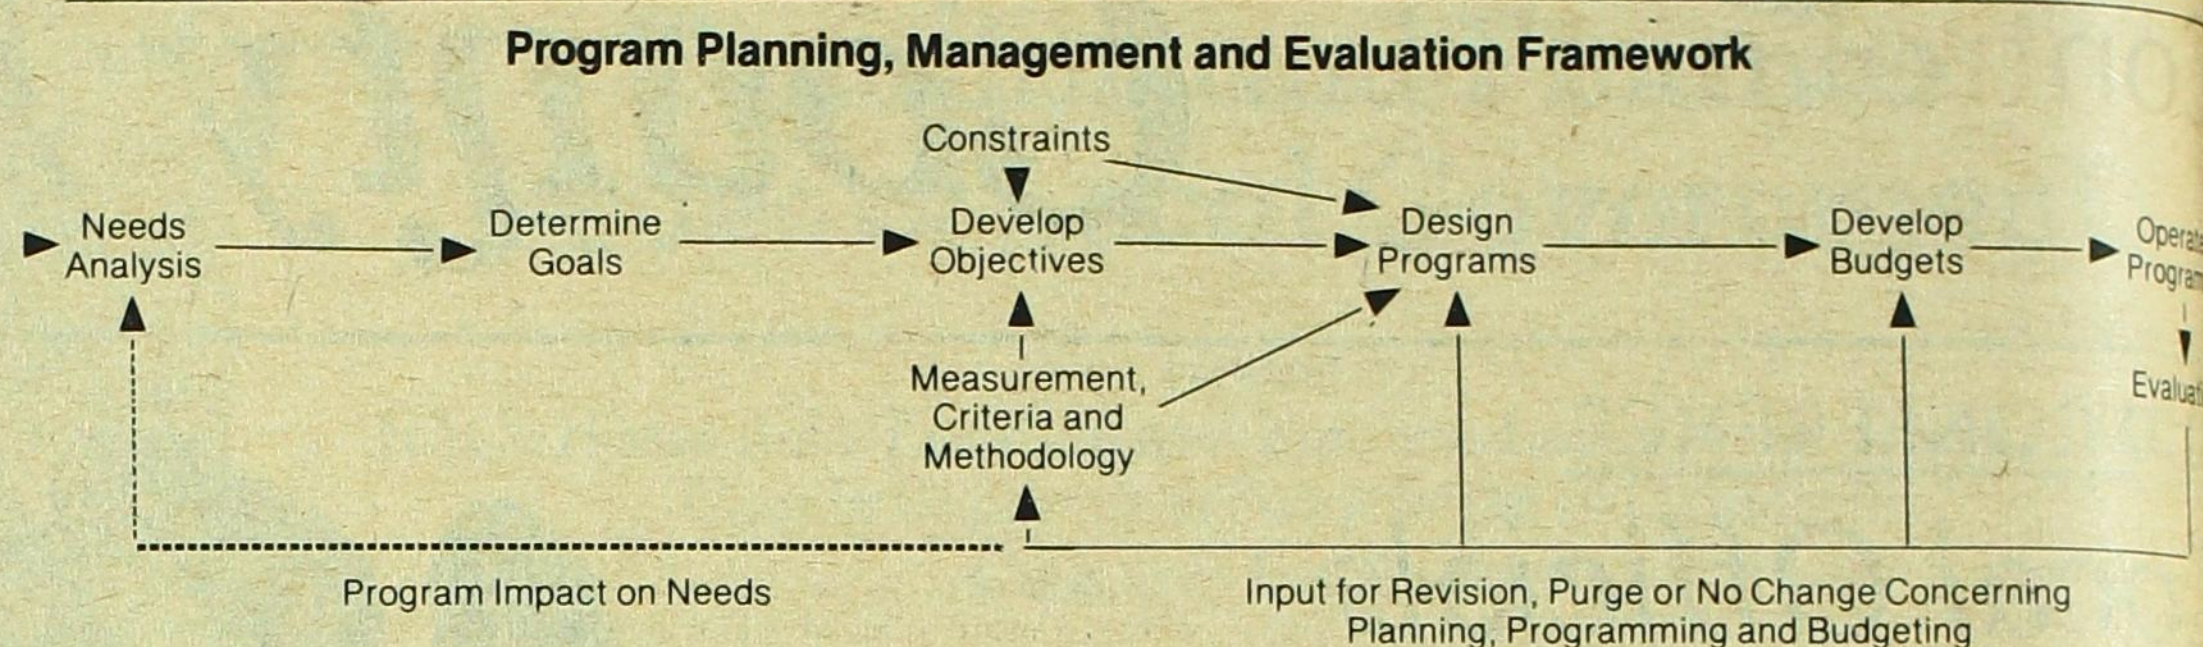 Program Planning, Management and Evaluation Framework
Constraints
Needs
Analysis
Determine
Goals
Develop
Objectives
Design
Programs
Develop
Budgets
Measurement,
Criteria and
Methodology
Program Impact on Needs
Input for Revision, Purge or No Change Concerning
Planning, Programming and Budgeting